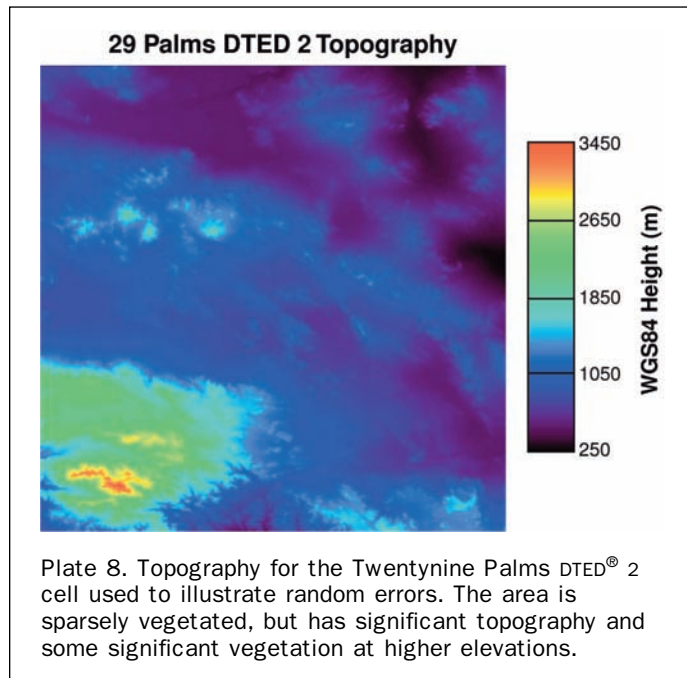 29 Palms DTED 2 Topography
3450
2650
1850
1050
250
WGS84 Height (m)
Plate 8. Topography for the Twentynine Palms DTED® 2
cell used to illustrate random errors. The area is
sparsely vegetated, but has significant topography and
some significant vegetation at higher elevations.